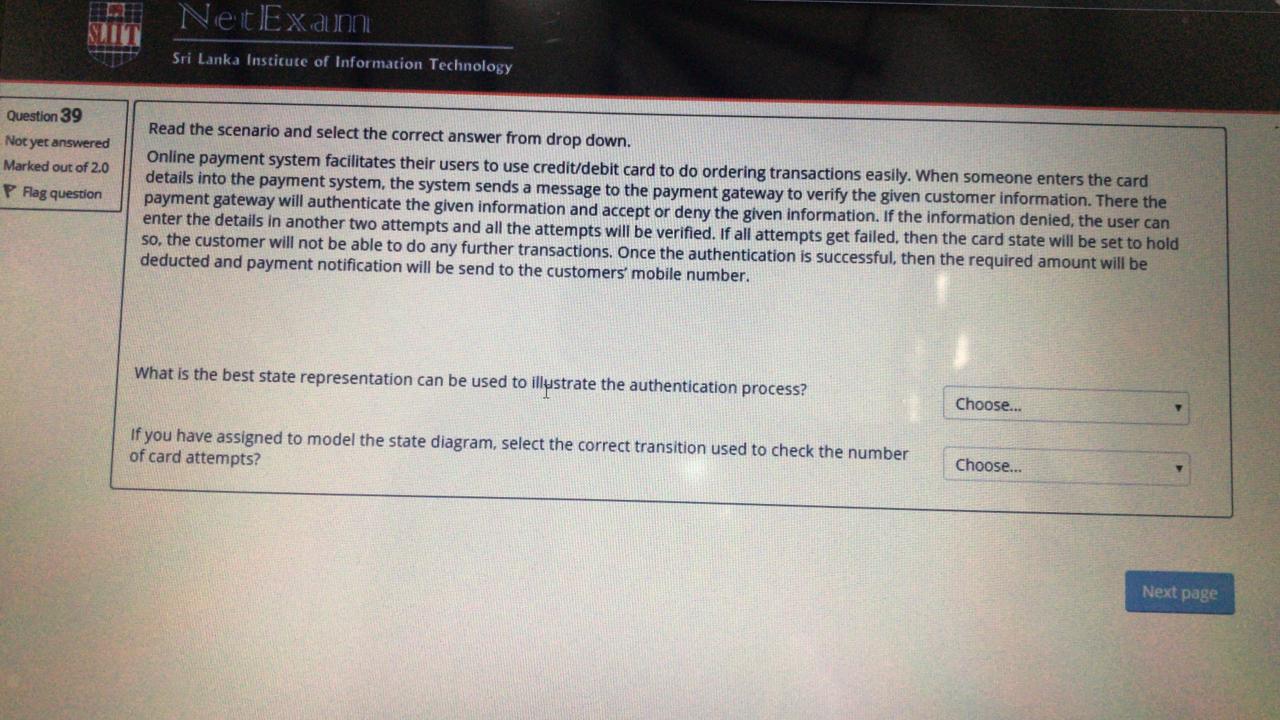 SLIIT
NetExam
Sri Lanka Institute of Information Technology
Question 39
Not yet answered
Marked out of 2.0
Flag question
Read the scenario and select the correct answer from drop down.
Online payment system facilitates their users to use credit/debit card to do ordering transactions easily. When someone enters the card
details into the payment system, the system sends a message to the payment gateway to verify the given customer information. There the
payment gateway will authenticate the given information and accept or deny the given information. If the information denied, the user can
enter the details in another two attempts and all the attempts will be verified. If all attempts get failed, then the card state will be set to hold
so, the customer will not be able to do any further transactions. Once the authentication is successful, then the required amount will be
deducted and payment notification will be send to the customers' mobile number.
What is the best state representation can be used to illustrate the authentication process?
Choose...
If you have assigned to model the state diagram, select the correct transition used to check the number
of card attempts?
Choose...
Next page